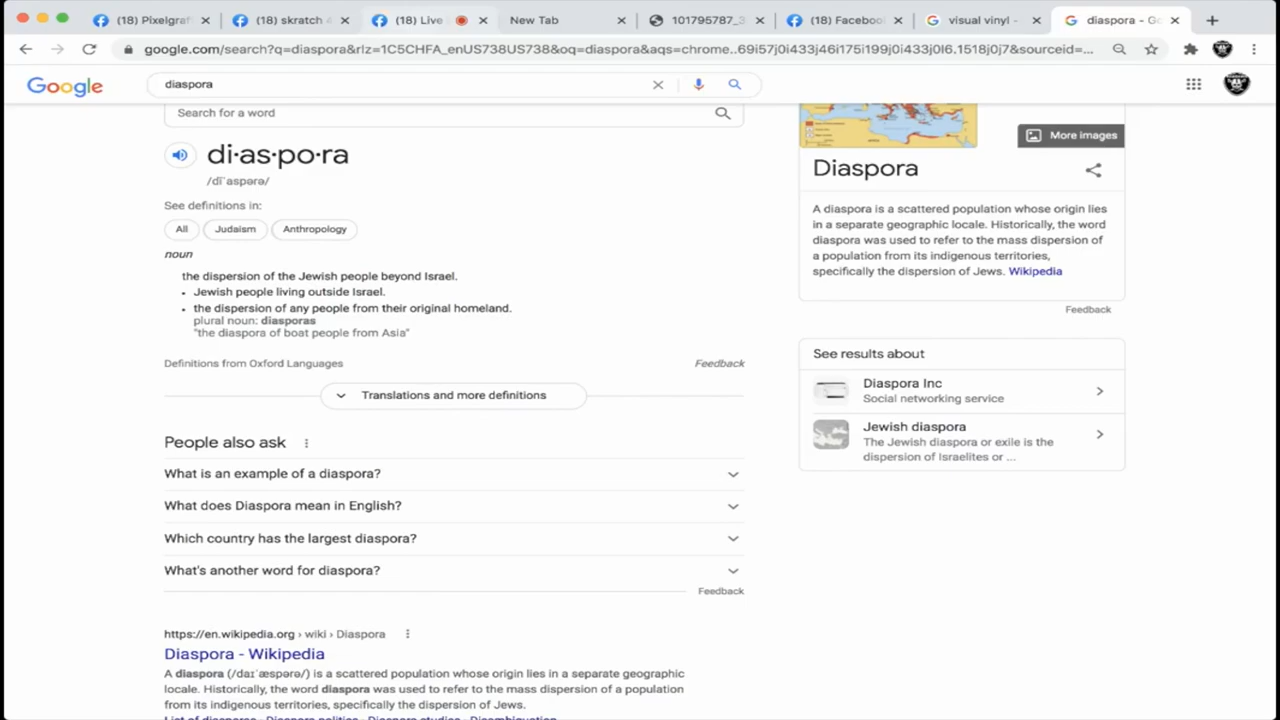 (18) Pixelgraf
(18) skratch
(18) Live
New Tab
101795787_3
(18) Facebook
visual vinyl -
diaspora - Go
google.com/search?q=diaspora&rlz=1C5CHFA_enUS738US738&oq=diaspora&aqs=chrome..69i57j0i433j46i175i199j0i433j0l6.1518j0j7&sourceid=...
Google
diaspora
Search for a word
di·as·po·ra
/dīˈaspərə/
See definitions in:
All
Judaism
Anthropology
noun
the dispersion of the Jewish people beyond Israel.
• Jewish people living outside Israel.
• the dispersion of any people from their original homeland.
plural noun: diasporas
"the diaspora of boat people from Asia"
Definitions from Oxford Languages
Feedback
Translations and more definitions
People also ask
What is an example of a diaspora?
What does Diaspora mean in English?
Which country has the largest diaspora?
What's another word for diaspora?
Feedback
https://en.wikipedia.org › wiki › Diaspora
Diaspora - Wikipedia
A diaspora (/daɪˈæspərə/) is a scattered population whose origin lies in a separate geographic
locale. Historically, the word diaspora was used to refer to the mass dispersion of a population
from its indigenous territories, specifically the dispersion of Jews.
List of diasporas · Diaspora politics · Diaspora studies · Disambiguation
More images
Diaspora
A diaspora is a scattered population whose origin lies
in a separate geographic locale. Historically, the word
diaspora was used to refer to the mass dispersion of
a population from its indigenous territories,
specifically the dispersion of Jews. Wikipedia
Feedback
See results about
Diaspora Inc
Social networking service
Jewish diaspora
The Jewish diaspora or exile is the
dispersion of Israelites or ...